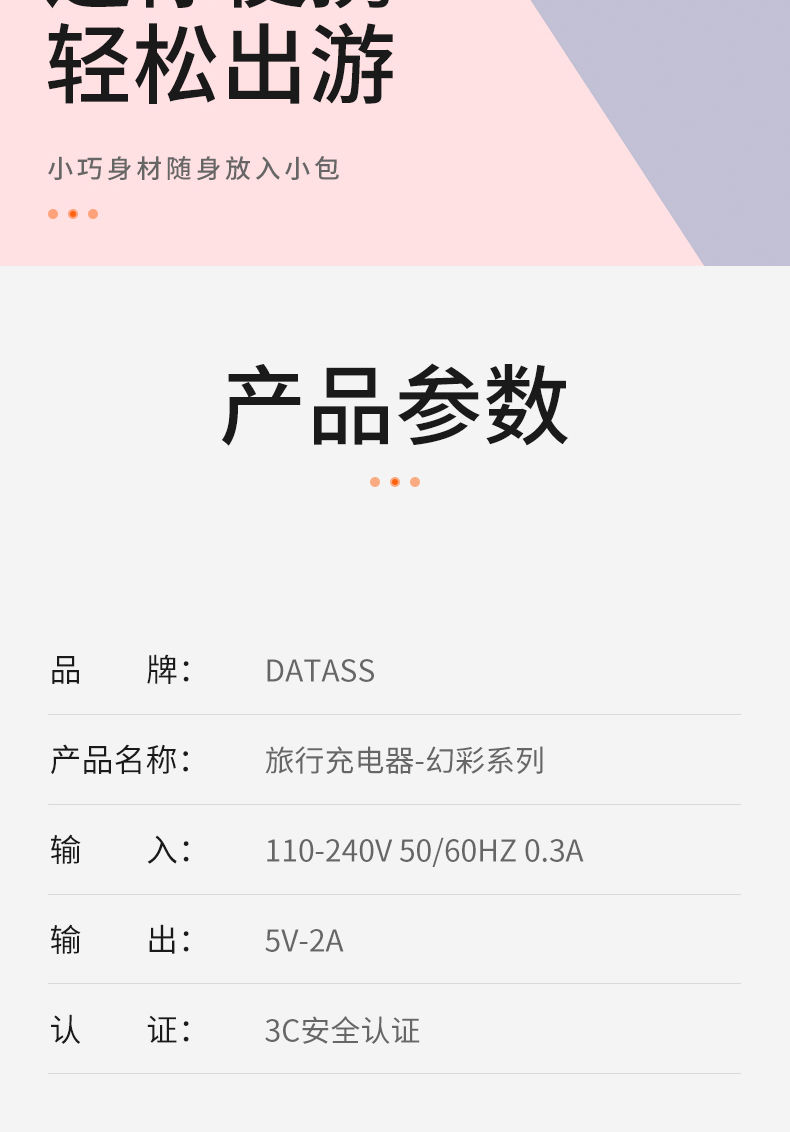 轻松出游
小巧身材随身放入小包
产品参数
品 牌： DATASS
产品名称： 旅行充电器-幻彩系列
输 入： 110-240V 50/60HZ 0.3A
输 出： 5V-2A
认 证： 3C安全认证